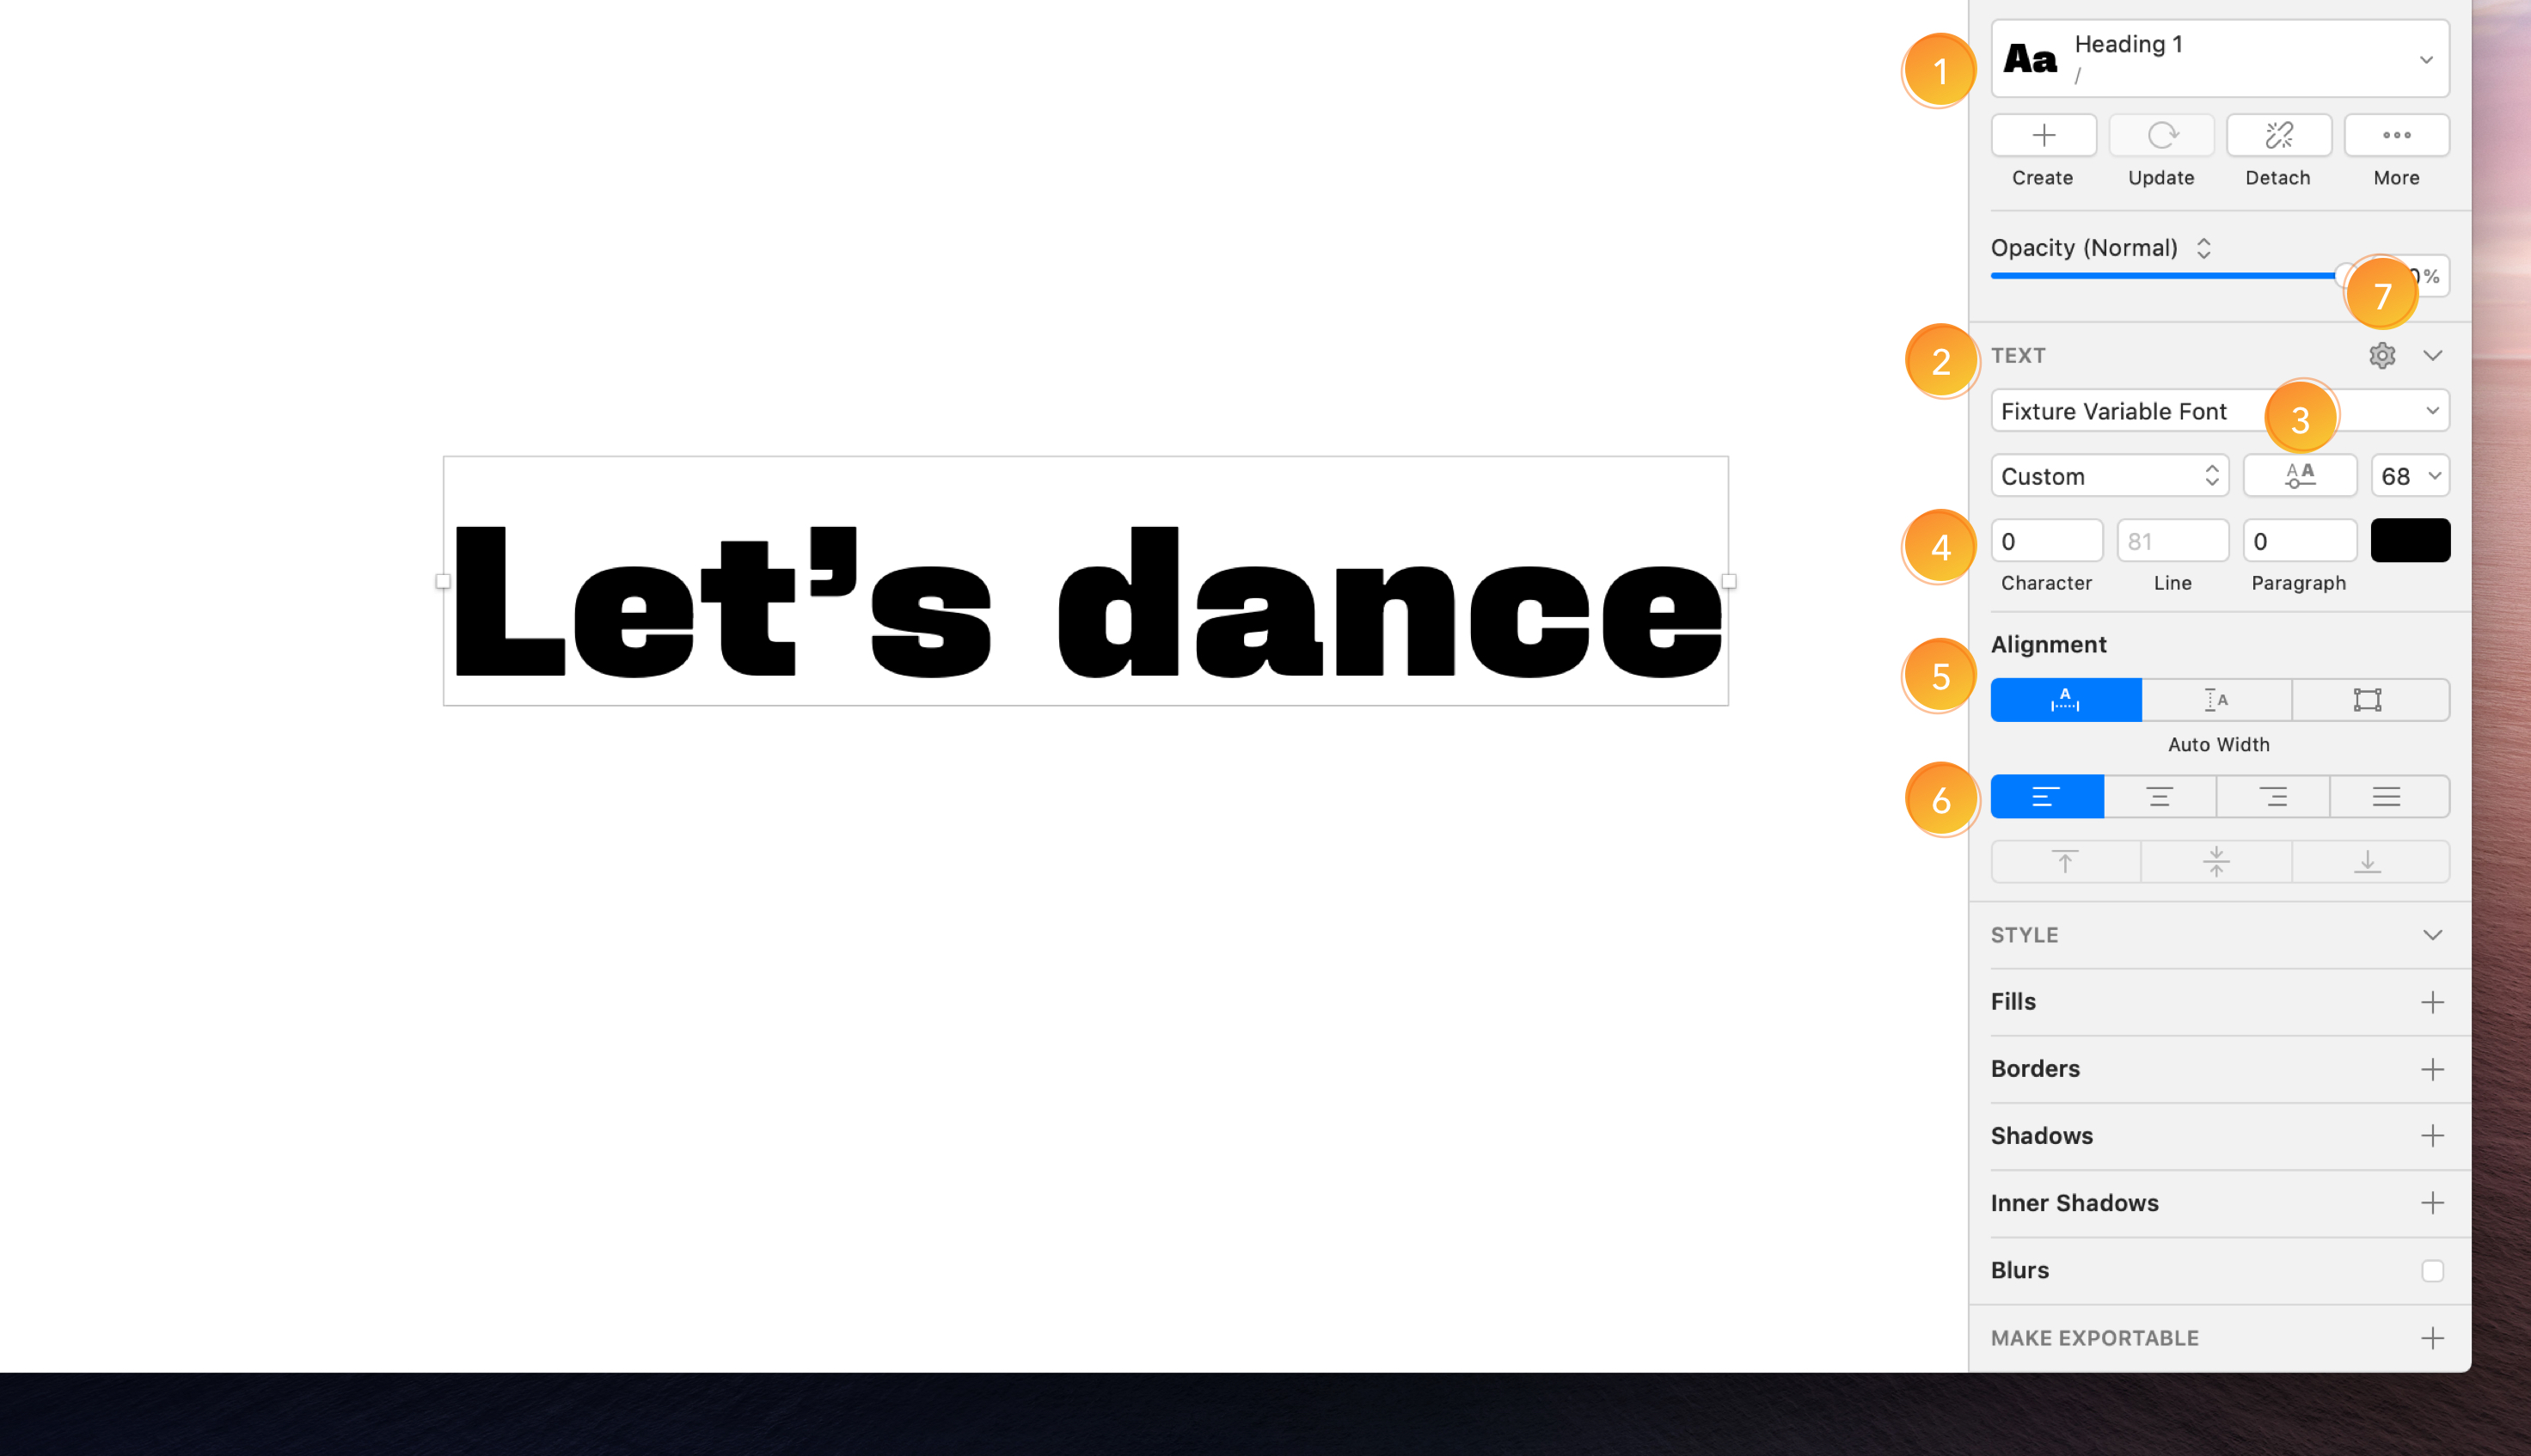 Let’s dance
1
Aa
Heading 1
/
Create Update Detach More
Opacity (Normal)
7
%
2
TEXT
Fixture Variable Font
3
Custom
A A
68
4
0 81 0
Character Line Paragraph
Alignment
5
A A
Auto Width
6
STYLE
Fills
Borders
Shadows
Inner Shadows
Blurs
MAKE EXPORTABLE